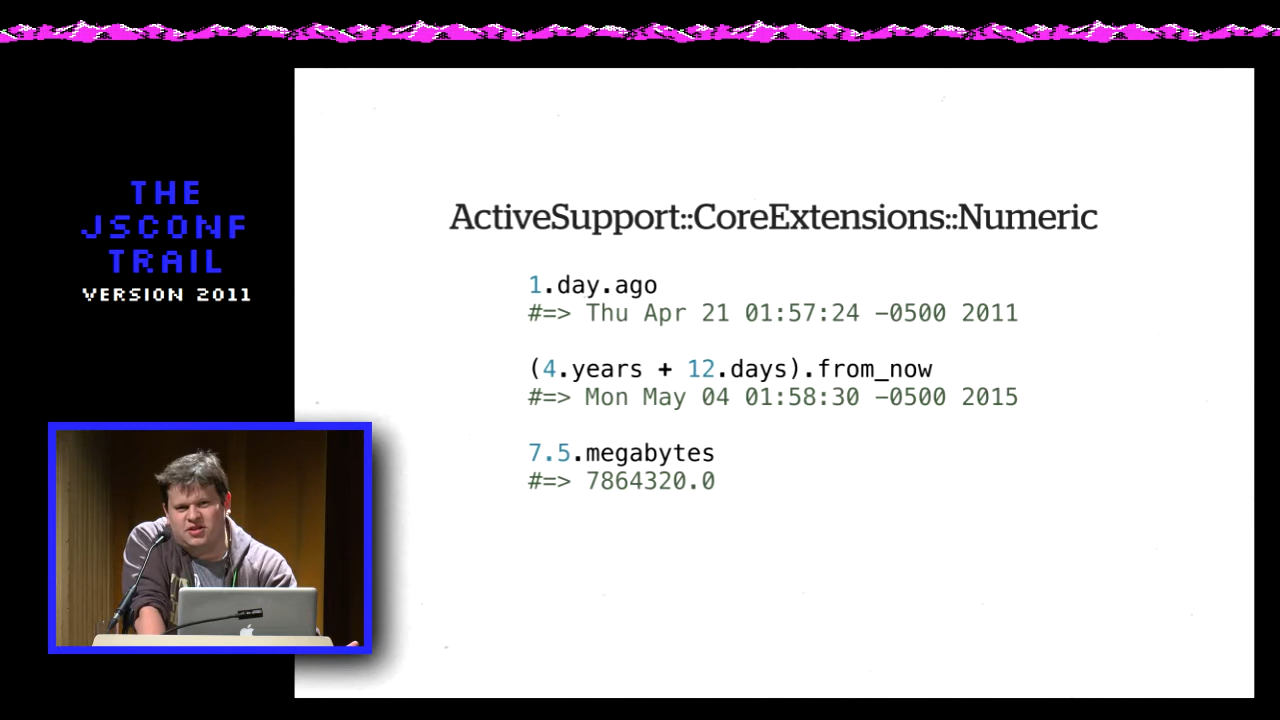 THE
JSCONF
TRAIL
VERSION 2011
ActiveSupport::CoreExtensions::Numeric
1.day.ago
#=> Thu Apr 21 01:57:24 -0500 2011
(4.years + 12.days).from_now
#=> Mon May 04 01:58:30 -0500 2015
7.5.megabytes
#=> 7864320.0